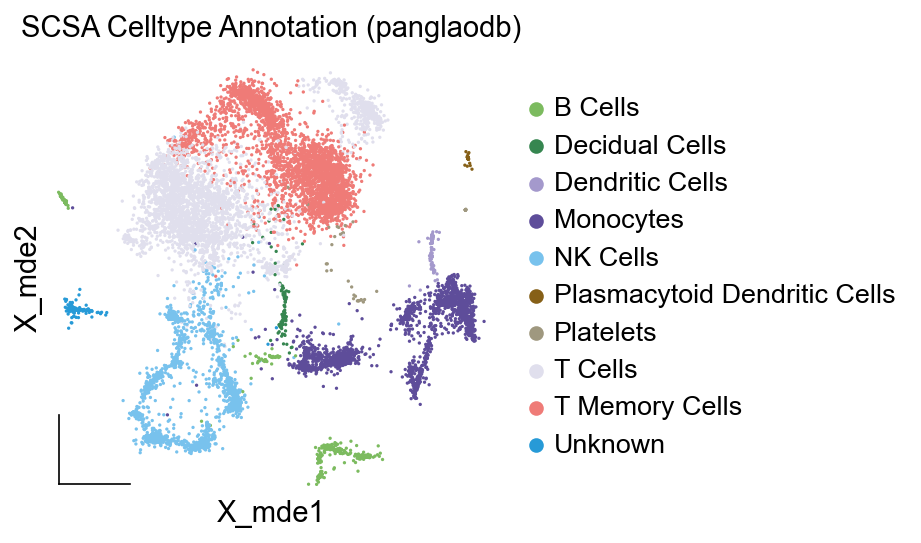 SCSA Celltype Annotation (panglaodb)
B Cells
Decidual Cells
Dendritic Cells
Monocytes
NK Cells
Plasmacytoid Dendritic Cells
Platelets
T Cells
T Memory Cells
Unknown
X_mde2
X_mde1